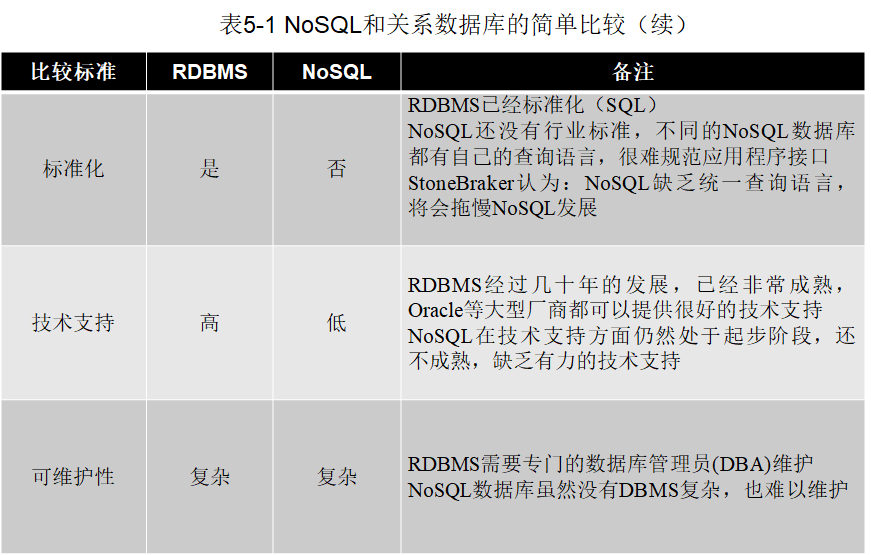 表5-1 NoSQL和关系数据库的简单比较（续）
比较标准 RDBMS NoSQL 备注
标准化 是 否
RDBMS已经标准化（SQL）
NoSQL还没有行业标准，不同的NoSQL数据库
都有自己的查询语言，很难规范应用程序接口
StoneBraker认为：NoSQL缺乏统一查询语言，
将会拖慢NoSQL发展
技术支持 高 低
RDBMS经过几十年的发展，已经非常成熟，
Oracle等大型厂商都可以提供很好的技术支持
NoSQL在技术支持方面仍然处于起步阶段，还
不成熟，缺乏有力的技术支持
可维护性 复杂 复杂
RDBMS需要专门的数据库管理员(DBA)维护
NoSQL数据库虽然没有DBMS复杂，也难以维护